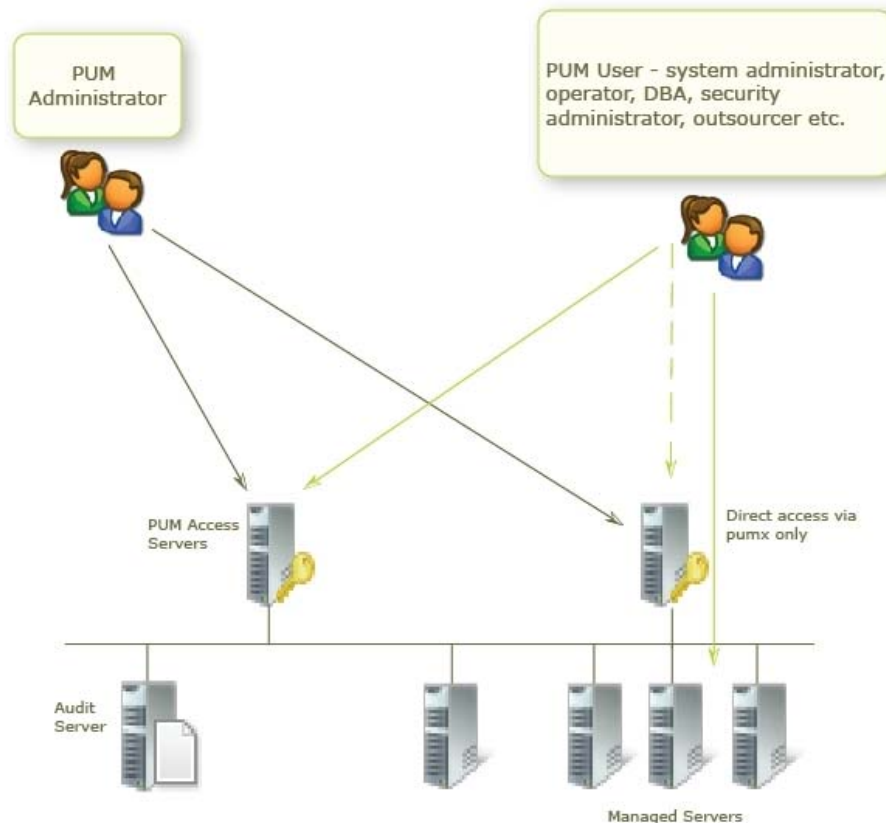 PUM
Administrator
PUM User - system administrator,
operator, DBA, security
administrator, outsourcer etc.
PUM Access
Servers
Direct access via
pumx only
Audit
Server
Managed Servers